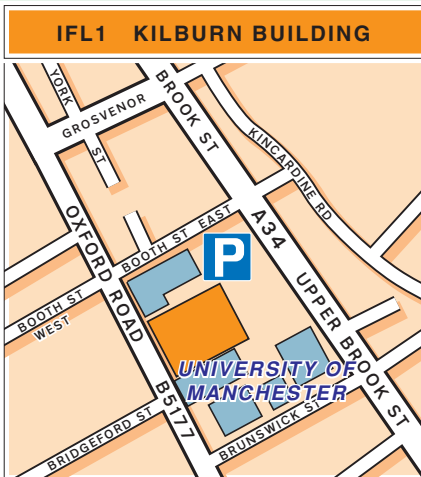 IFL1 KILBURN BUILDING
YORK ST
GROSVENOR
BROOK ST
KINCARDINE RD
OXFORD ROAD
BOOTH ST EAST
P
A34
UPPER BROOK ST
BOOTH ST
WEST
UNIVERSITY OF
MANCHESTER
B5177
BRIDGEFORD ST
BRUNSWICK ST